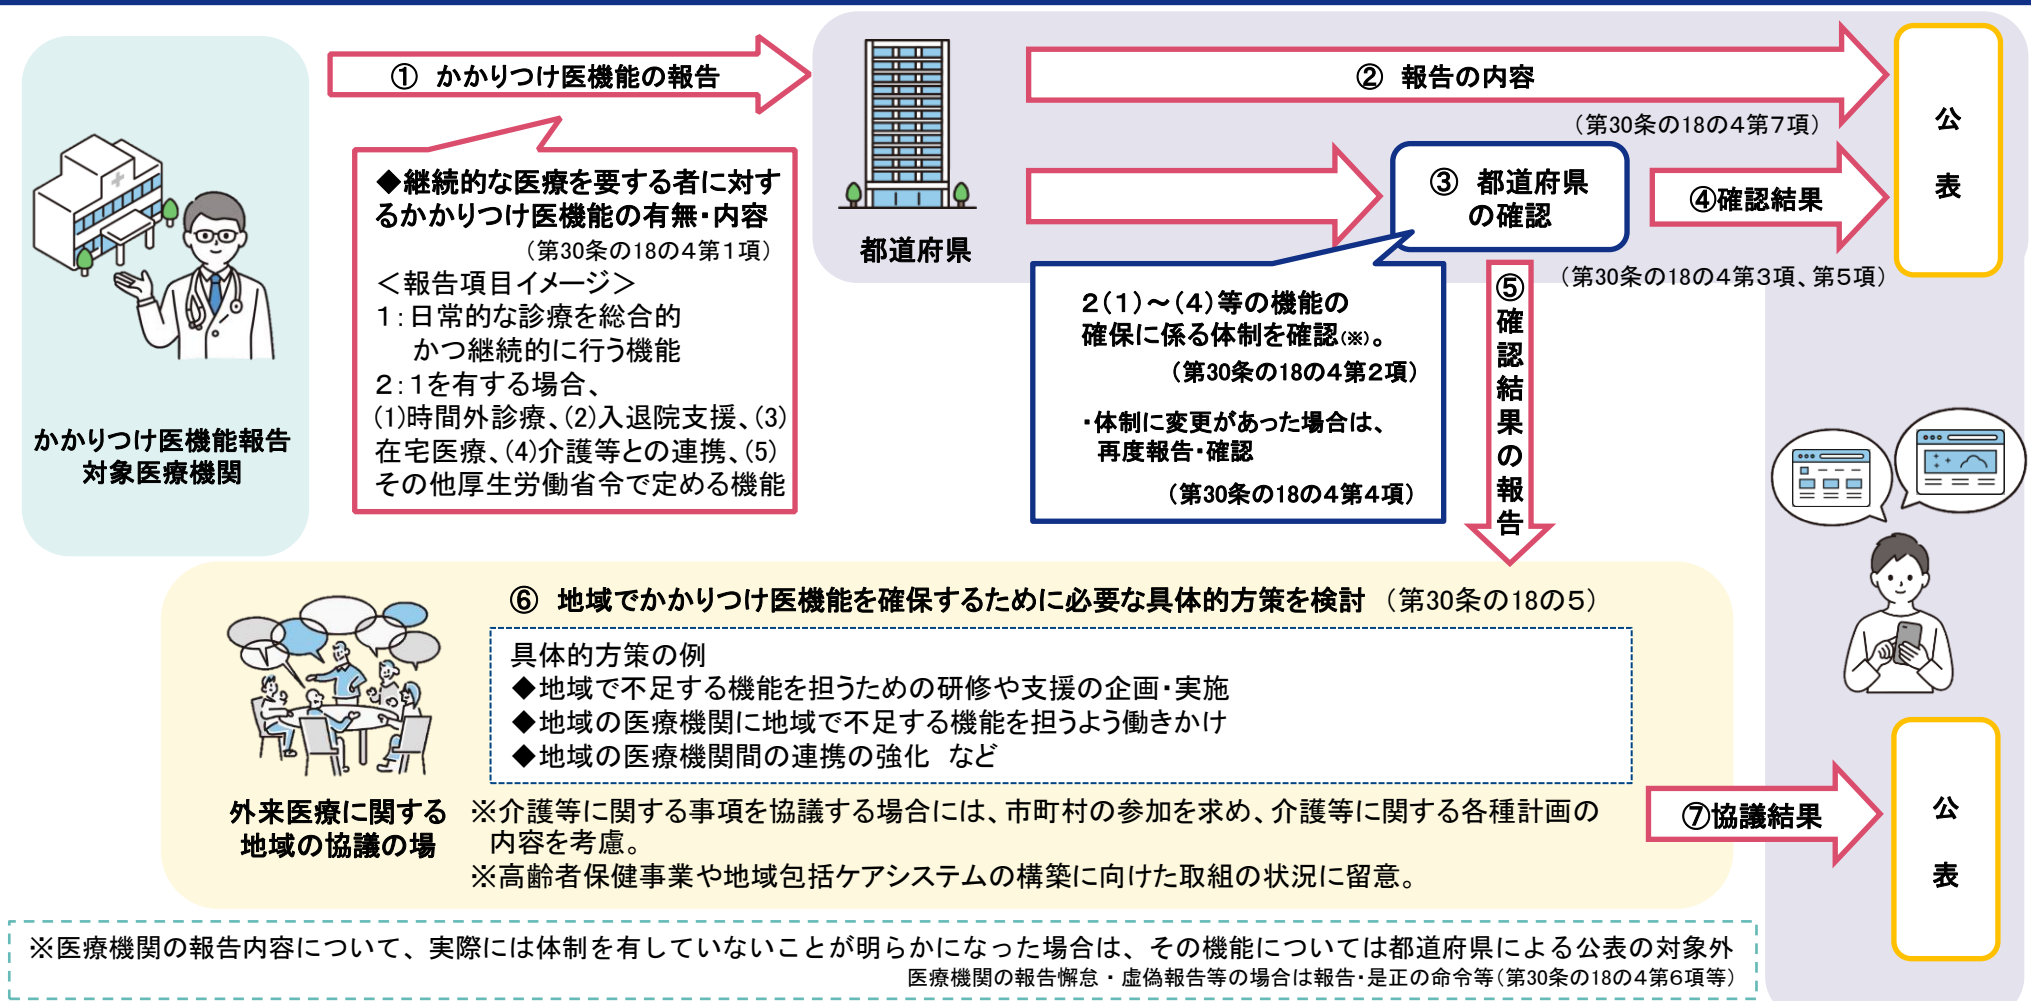 ① かかりつけ医機能の報告
② 報告の内容
（第30条の18の4第７項）
公
表
◆継続的な医療を要する者に対す
るかかりつけ医機能の有無・内容
（第30条の18の4第１項）
＜報告項目イメージ＞
１：日常的な診療を総合的
かつ継続的に行う機能
２：１を有する場合、
(1)時間外診療、(2)入退院支援、(3)
在宅医療、(4)介護等との連携、(5)
その他厚生労働省令で定める機能
都道府県
③ 都道府県
の確認
④確認結果
（第30条の18の4第３項、第５項）
２（１）～（４）等の機能の
確保に係る体制を確認(※)。
（第30条の18の4第２項）
・体制に変更があった場合は、
再度報告・確認
（第30条の18の4第４項）
⑤確認結果の報告
かかりつけ医機能報告
対象医療機関
⑥ 地域でかかりつけ医機能を確保するために必要な具体的方策を検討 （第30条の18の５）
具体的方策の例
◆地域で不足する機能を担うための研修や支援の企画・実施
◆地域の医療機関に地域で不足する機能を担うよう働きかけ
◆地域の医療機関間の連携の強化 など
外来医療に関する
地域の協議の場
※介護等に関する事項を協議する場合には、市町村の参加を求め、介護等に関する各種計画の
内容を考慮。
※高齢者保健事業や地域包括ケアシステムの構築に向けた取組の状況に留意。
⑦協議結果
公
表
※医療機関の報告内容について、実際には体制を有していないことが明らかになった場合は、その機能については都道府県による公表の対象外
医療機関の報告懈怠・虚偽報告等の場合は報告・是正の命令等（第30条の18の４第６項等）